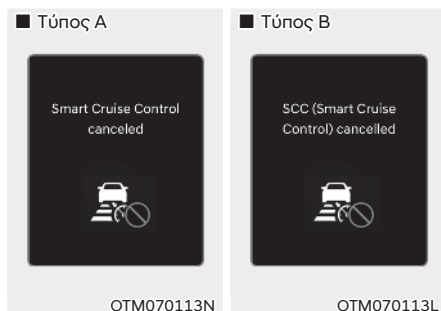 ■ Τύπος A
Smart Cruise Control
canceled
OTM070113N
■ Τύπος B
SCC (Smart Cruise
Control) cancelled
OTM070113L